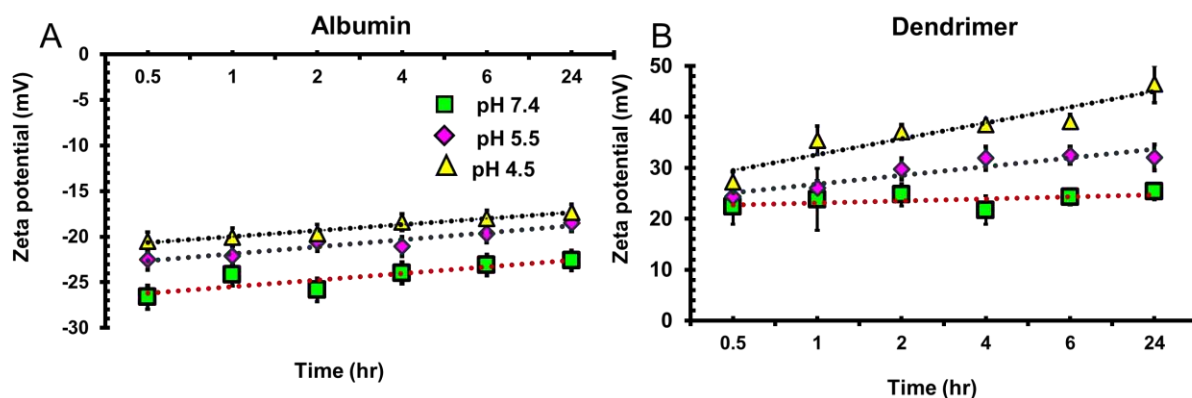 A
Albumin
0
0.5 1 2 4 6 24
-5
-10
-15
-20
-25
-30
Zeta potential (mV)
pH 7.4
pH 5.5
pH 4.5
Time (hr)
B
Dendrimer
50
40
30
20
10
0
Zeta potential (mV)
0.5 1 2 4 6 24
Time (hr)